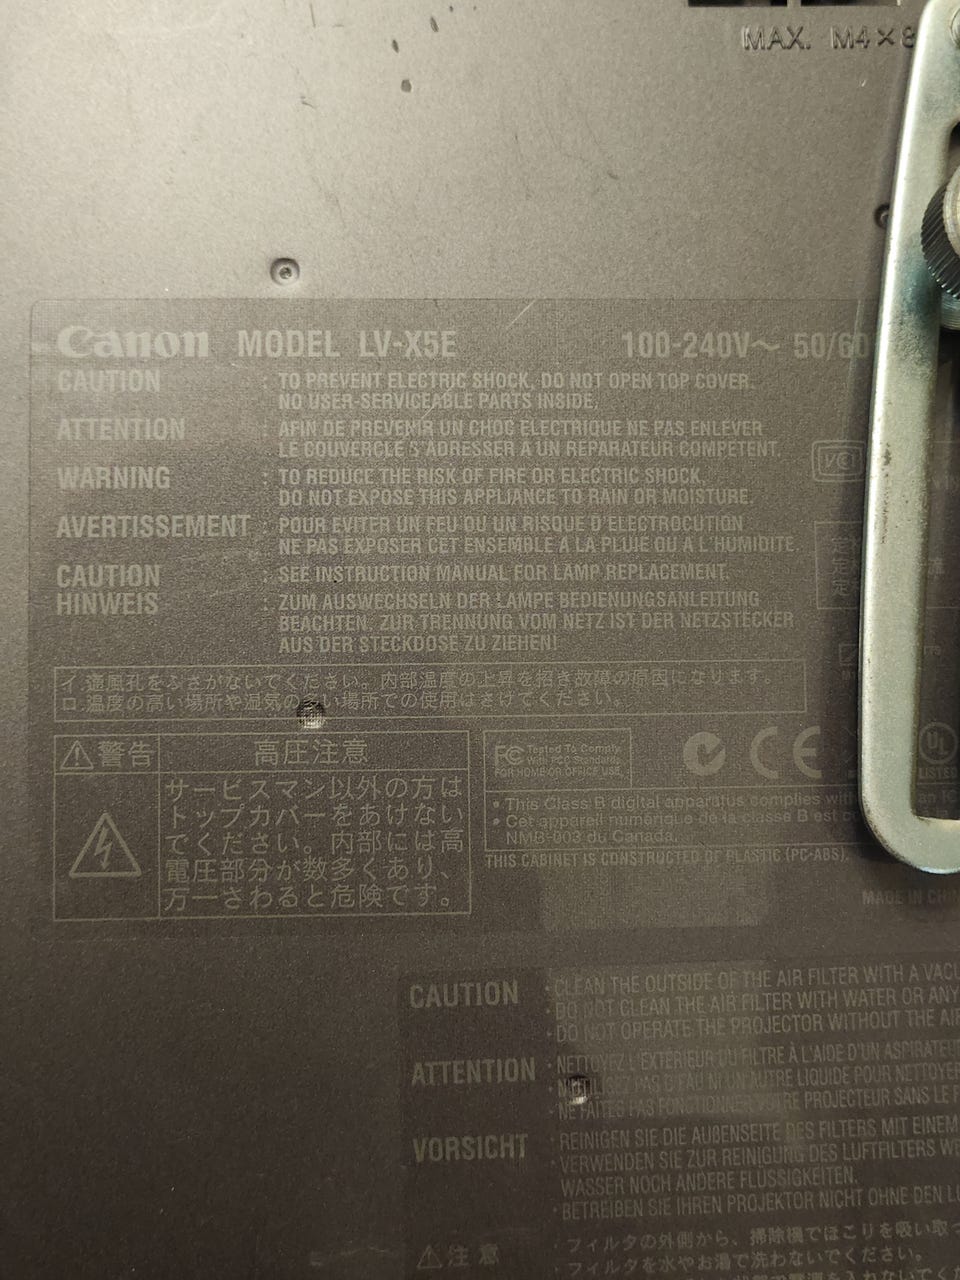 MAX. M4×8
Canon MODEL LV-X5E 100-240V～ 50/60
CAUTION : TO PREVENT ELECTRIC SHOCK, DO NOT OPEN TOP COVER.
NO USER-SERVICEABLE PARTS INSIDE.
ATTENTION : AFIN DE PREVENIR UN CHOC ELECTRIQUE NE PAS ENLEVER
LE COUVERCLE S'ADRESSER A UN REPARATEUR COMPETENT.
WARNING : TO REDUCE THE RISK OF FIRE OR ELECTRIC SHOCK,
DO NOT EXPOSE THIS APPLIANCE TO RAIN OR MOISTURE.
AVERTISSEMENT : POUR EVITER UN FEU OU UN RISQUE D'ELECTROCUTION
NE PAS EXPOSER CET ENSEMBLE A LA PLUIE OU A L'HUMIDITE.
CAUTION : SEE INSTRUCTION MANUAL FOR LAMP REPLACEMENT.
HINWEIS : ZUM AUSWECHSELN DER LAMPE BEDIENUNGSANLEITUNG
BEACHTEN. ZUR TRENNUNG VOM NETZ IST DER NETZSTECKER
AUS DER STECKDOSE ZU ZIEHEN!
VCI
イ.通風孔をふさがないでください。内部温度の上昇を招き故障の原因になります。
ロ.温度の高い場所や湿気の多い場所での使用はさけてください。
警告 高圧注意
サービスマン以外の方は
トップカバーをあけない
でください。内部には高
電圧部分が数多くあり、
万一さわると危険です。
FC Tested To Comply
With FCC Standards
FOR HOME OR OFFICE USE.
CE
UL
LISTED
• This Class B digital apparatus complies with
• Cet appareil numérique de la classe B est
NMB-003 du Canada
THIS CABINET IS CONSTRUCTED OF PLASTIC (PC-ABS).
MADE IN CHIN
CAUTION • CLEAN THE OUTSIDE OF THE AIR FILTER WITH A VACU
• DO NOT CLEAN THE AIR FILTER WITH WATER OR ANY
• DO NOT OPERATE THE PROJECTOR WITHOUT THE AI
ATTENTION • NETTOYEZ L'EXTÉRIEUR DU FILTRE À L'AIDE D'UN ASPIRATE
PAS D'EAU NI UN AUTRE LIQUIDE POUR NETTOYER
NE FAITES PAS FONCTIONNER VOTRE PROJECTEUR SANS LE F
VORSICHT • REINIGEN SIE DIE AUßENSEITE DES FILTERS MIT EINEM
• VERWENDEN SIE ZUR REINIGUNG DES LUFTFILTERS WE
WASSER NOCH ANDERE FLÜSSIGKEITEN.
• BETREIBEN SIE IHREN PROJEKTOR NICHT OHNE DEN LU
注意 • フィルタの外側から、掃除機でほこりを吸い取っ
• フィルタを水やお湯で洗わないでください。